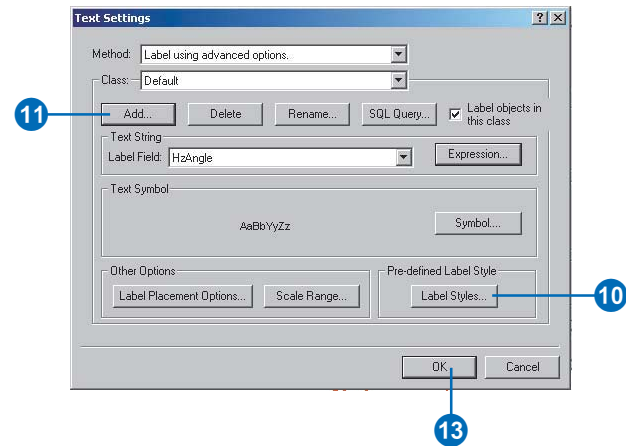 Text Settings
Method: Label using advanced options.
Class: Default
11
Add... Delete Rename... SQL Query... Label objects in this class
Text String
Label Field: HzAngle Expression...
Text Symbol
AaBbYyZz Symbol....
Other Options Pre-defined Label Style
Label Placement Options... Scale Range... Label Styles... 10
OK Cancel
13